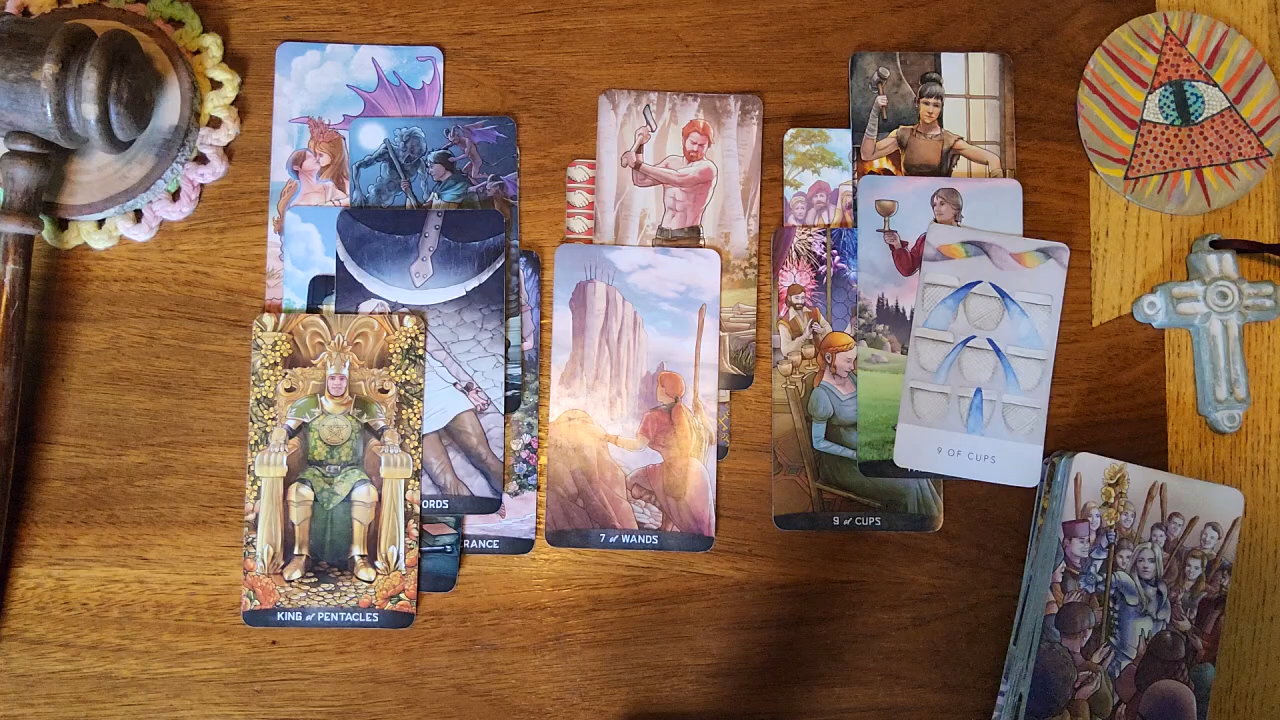 ORDS
RANCE
KING of PENTACLES
7 of WANDS
9 of CUPS
9 OF CUPS